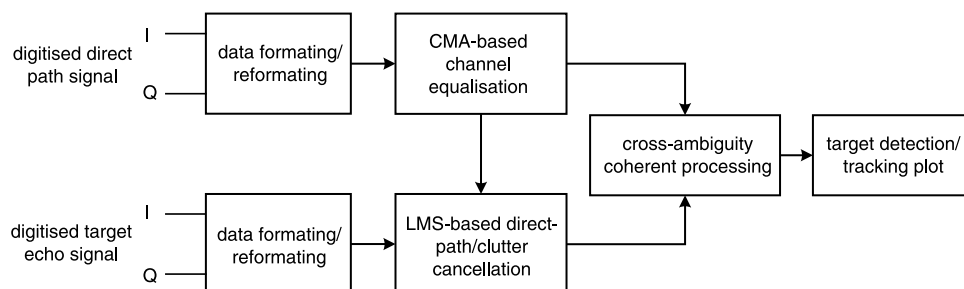 digitised direct
path signal
I
Q
data formating/
reformating
CMA-based
channel
equalisation
cross-ambiguity
coherent processing
target detection/
tracking plot
digitised target
echo signal
I
Q
data formating/
reformating
LMS-based direct-
path/clutter
cancellation